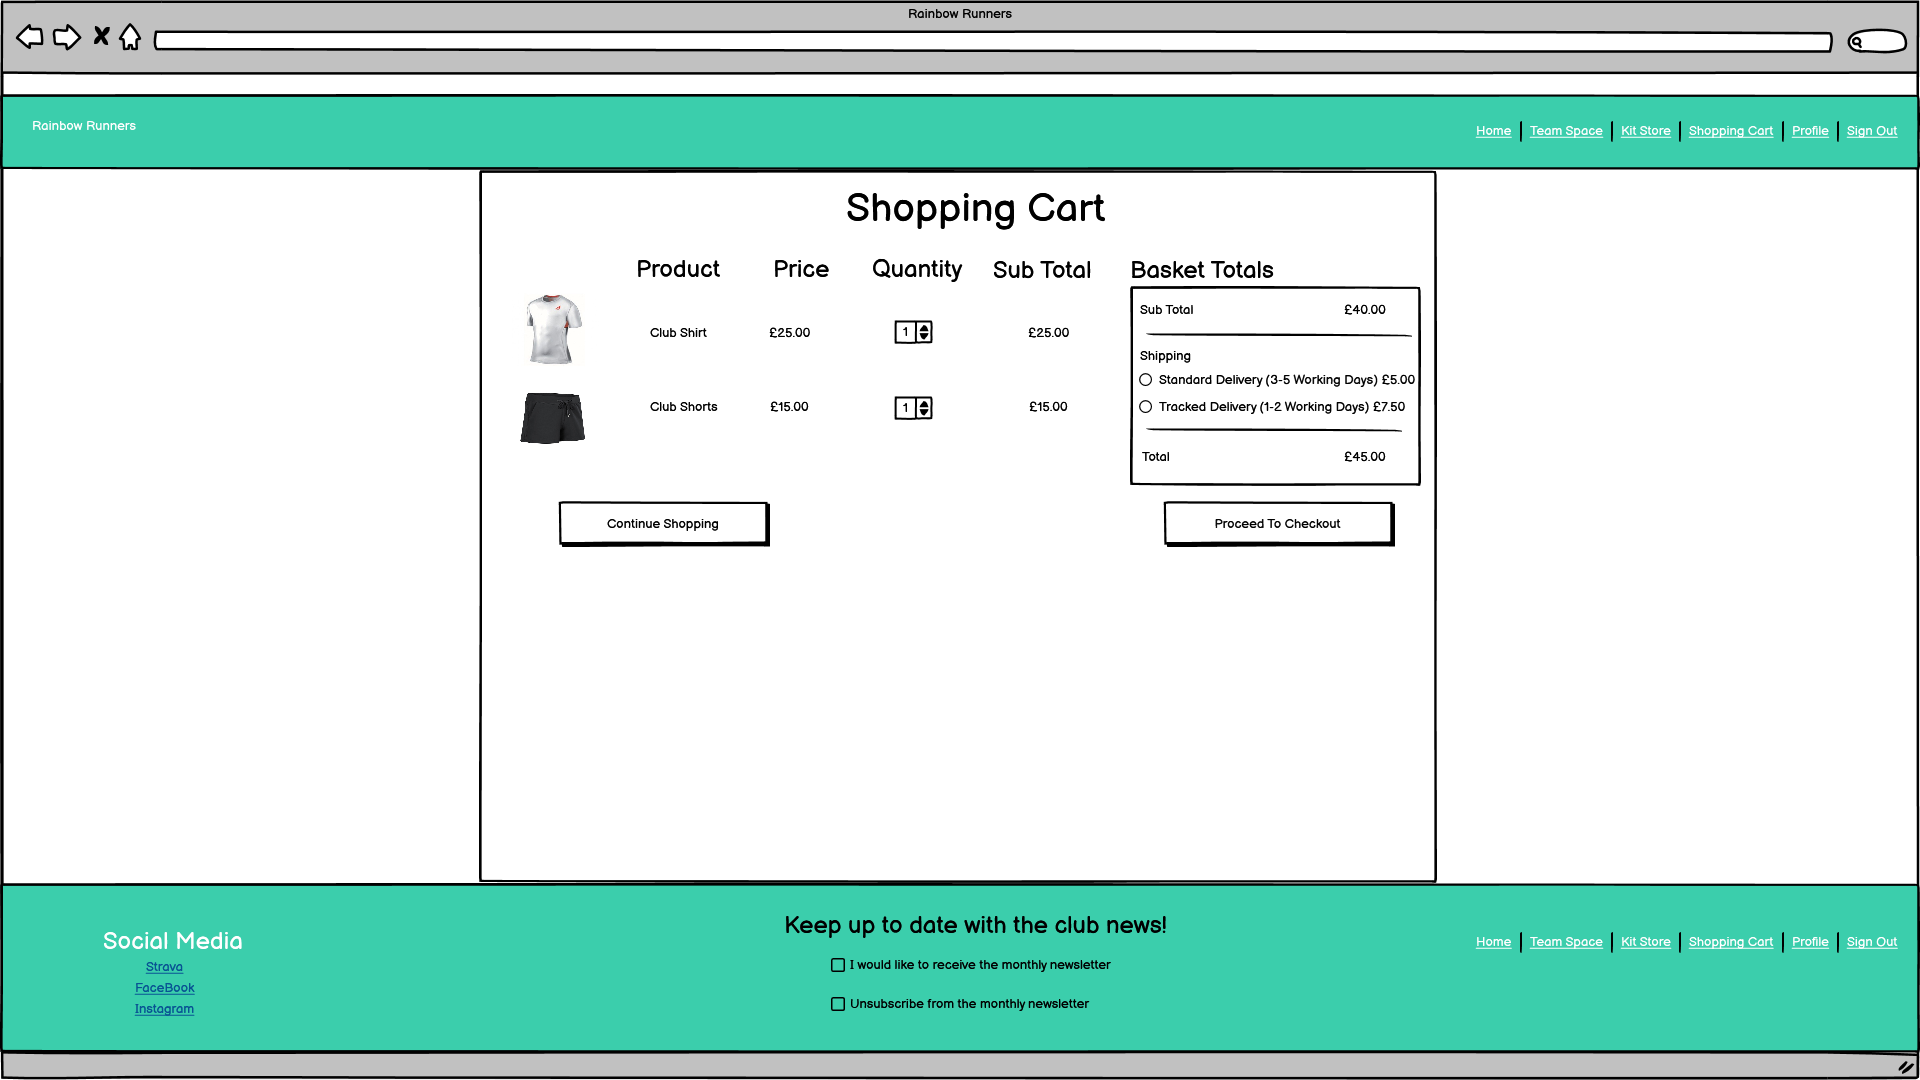 Rainbow Runners
Rainbow Runners
Home Team Space Kit Store Shopping Cart Profile Sign Out
Shopping Cart
Product Price Quantity Sub Total Basket Totals
Sub Total £40.00
Club Shirt £25.00 1 £25.00
Shipping
Standard Delivery (3-5 Working Days) £5.00
Club Shorts £15.00 1 £15.00
Tracked Delivery (1-2 Working Days) £7.50
Total £45.00
Continue Shopping
Proceed To Checkout
Social Media
Strava
FaceBook
Instagram
Keep up to date with the club news!
I would like to receive the monthly newsletter
Unsubscribe from the monthly newsletter
Home Team Space Kit Store Shopping Cart Profile Sign Out